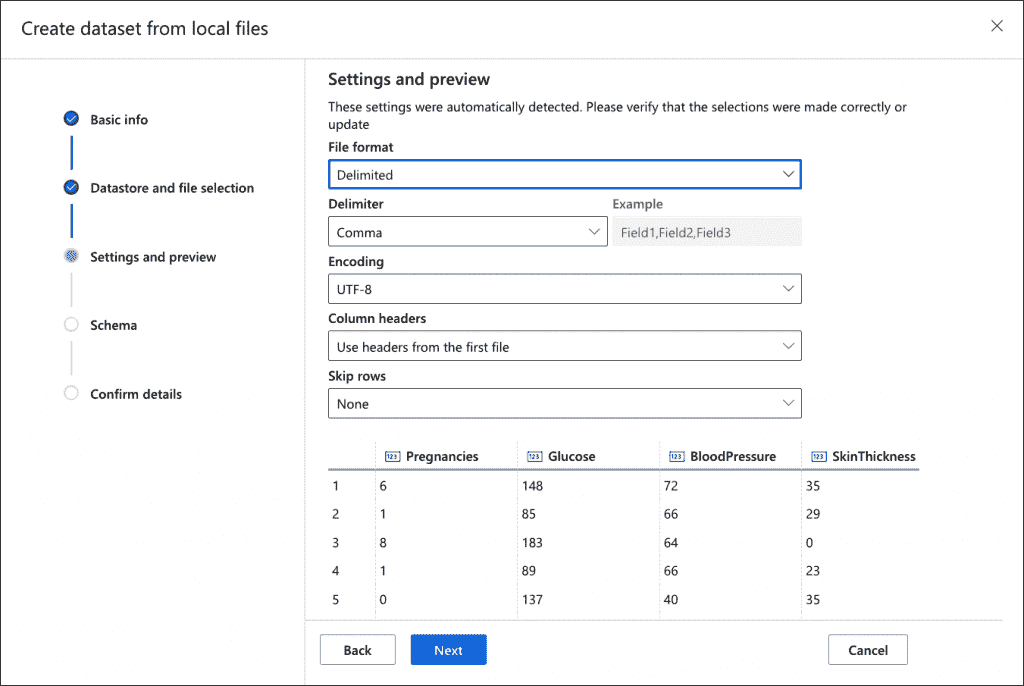 Create dataset from local files
Basic info
Datastore and file selection
Settings and preview
Schema
Confirm details
Settings and preview
These settings were automatically detected. Please verify that the selections were made correctly or
update
File format
Delimited
Delimiter Example
Comma Field1,Field2,Field3
Encoding
UTF-8
Column headers
Use headers from the first file
Skip rows
None
123 Pregnancies 123 Glucose 123 BloodPressure 123 SkinThickness
1 6 148 72 35
2 1 85 66 29
3 8 183 64 0
4 1 89 66 23
5 0 137 40 35
Back Next Cancel